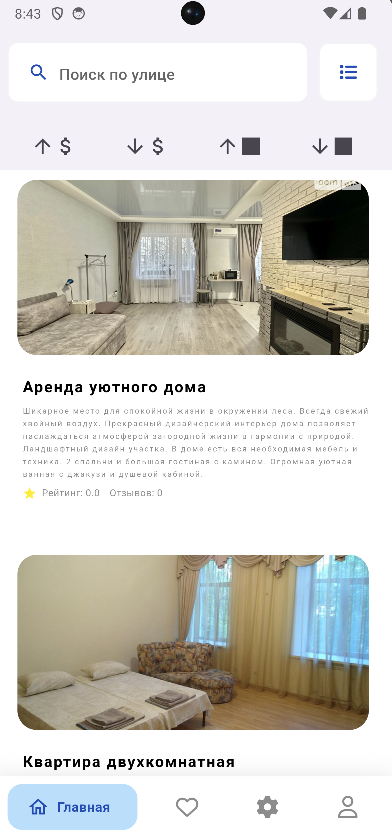 8:43
Поиск по улице
$ $
Аренда уютного дома
Шикарное место для спокойной жизни в окружении леса. Всегда свежий
хвойный воздух. Прекрасный дизайнерский интерьер дома позволяет
наслаждаться атмосферой загородной жизни в гармонии с природой.
Ландшафтный дизайн участка. В доме есть вся необходимая мебель и
техника. 2 спальни и большая гостиная с камином. Огромная уютная
ванная с джакузи и душевой кабиной.
Рейтинг: 0.0 Отзывов: 0
Квартира двухкомнатная
Главная